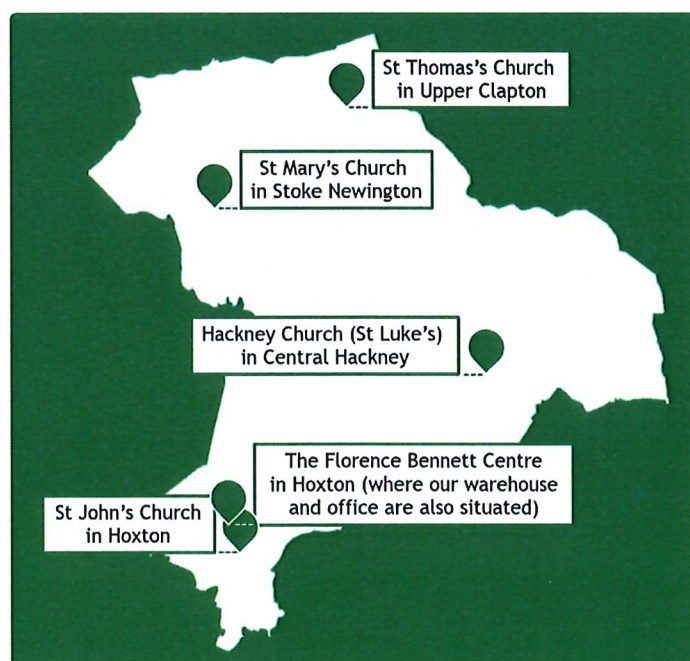 St Thomas's Church
in Upper Clapton
St Mary's Church
in Stoke Newington
Hackney Church (St Luke's)
in Central Hackney
The Florence Bennett Centre
in Hoxton (where our warehouse
and office are also situated)
St John's Church
in Hoxton